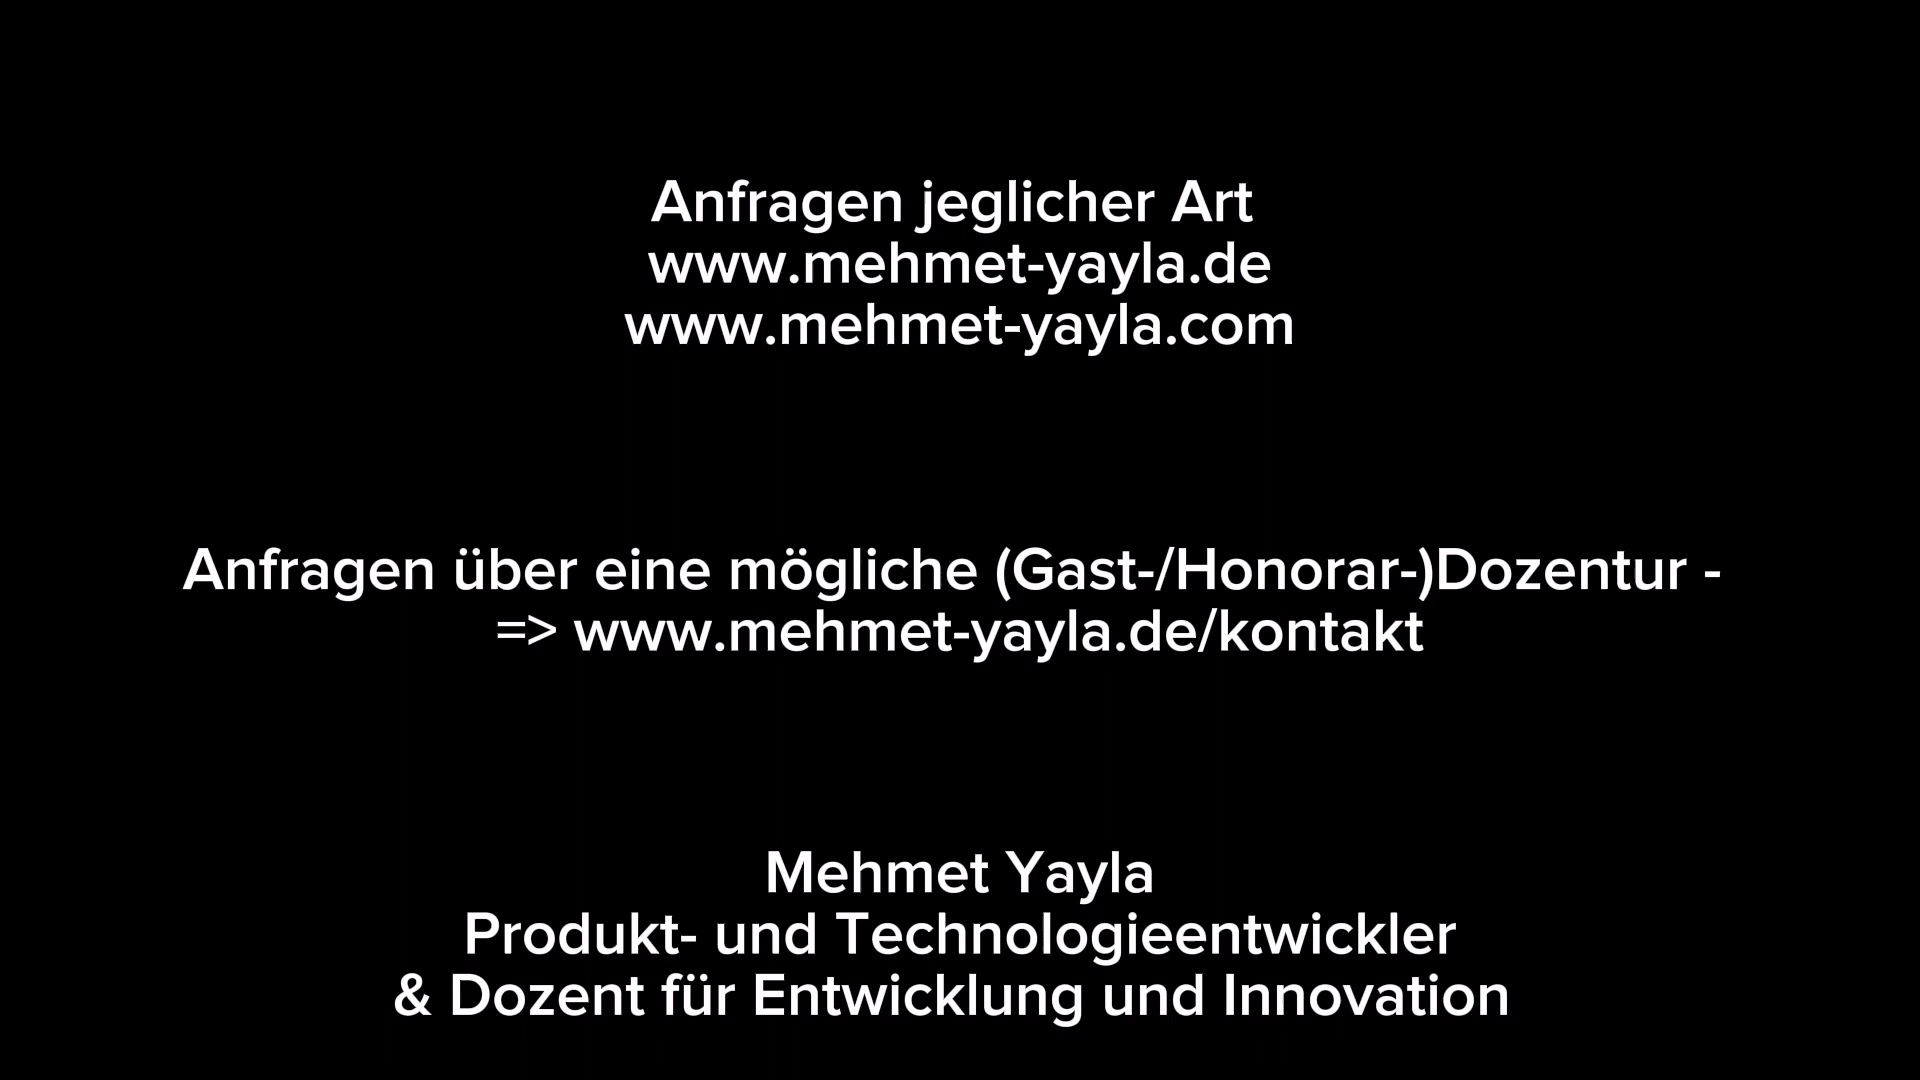 Anfragen jeglicher Art
www.mehmet-yayla.de
www.mehmet-yayla.com
Anfragen über eine mögliche (Gast-/Honorar-)Dozentur -
=> www.mehmet-yayla.de/kontakt
Mehmet Yayla
Produkt- und Technologieentwickler
& Dozent für Entwicklung und Innovation